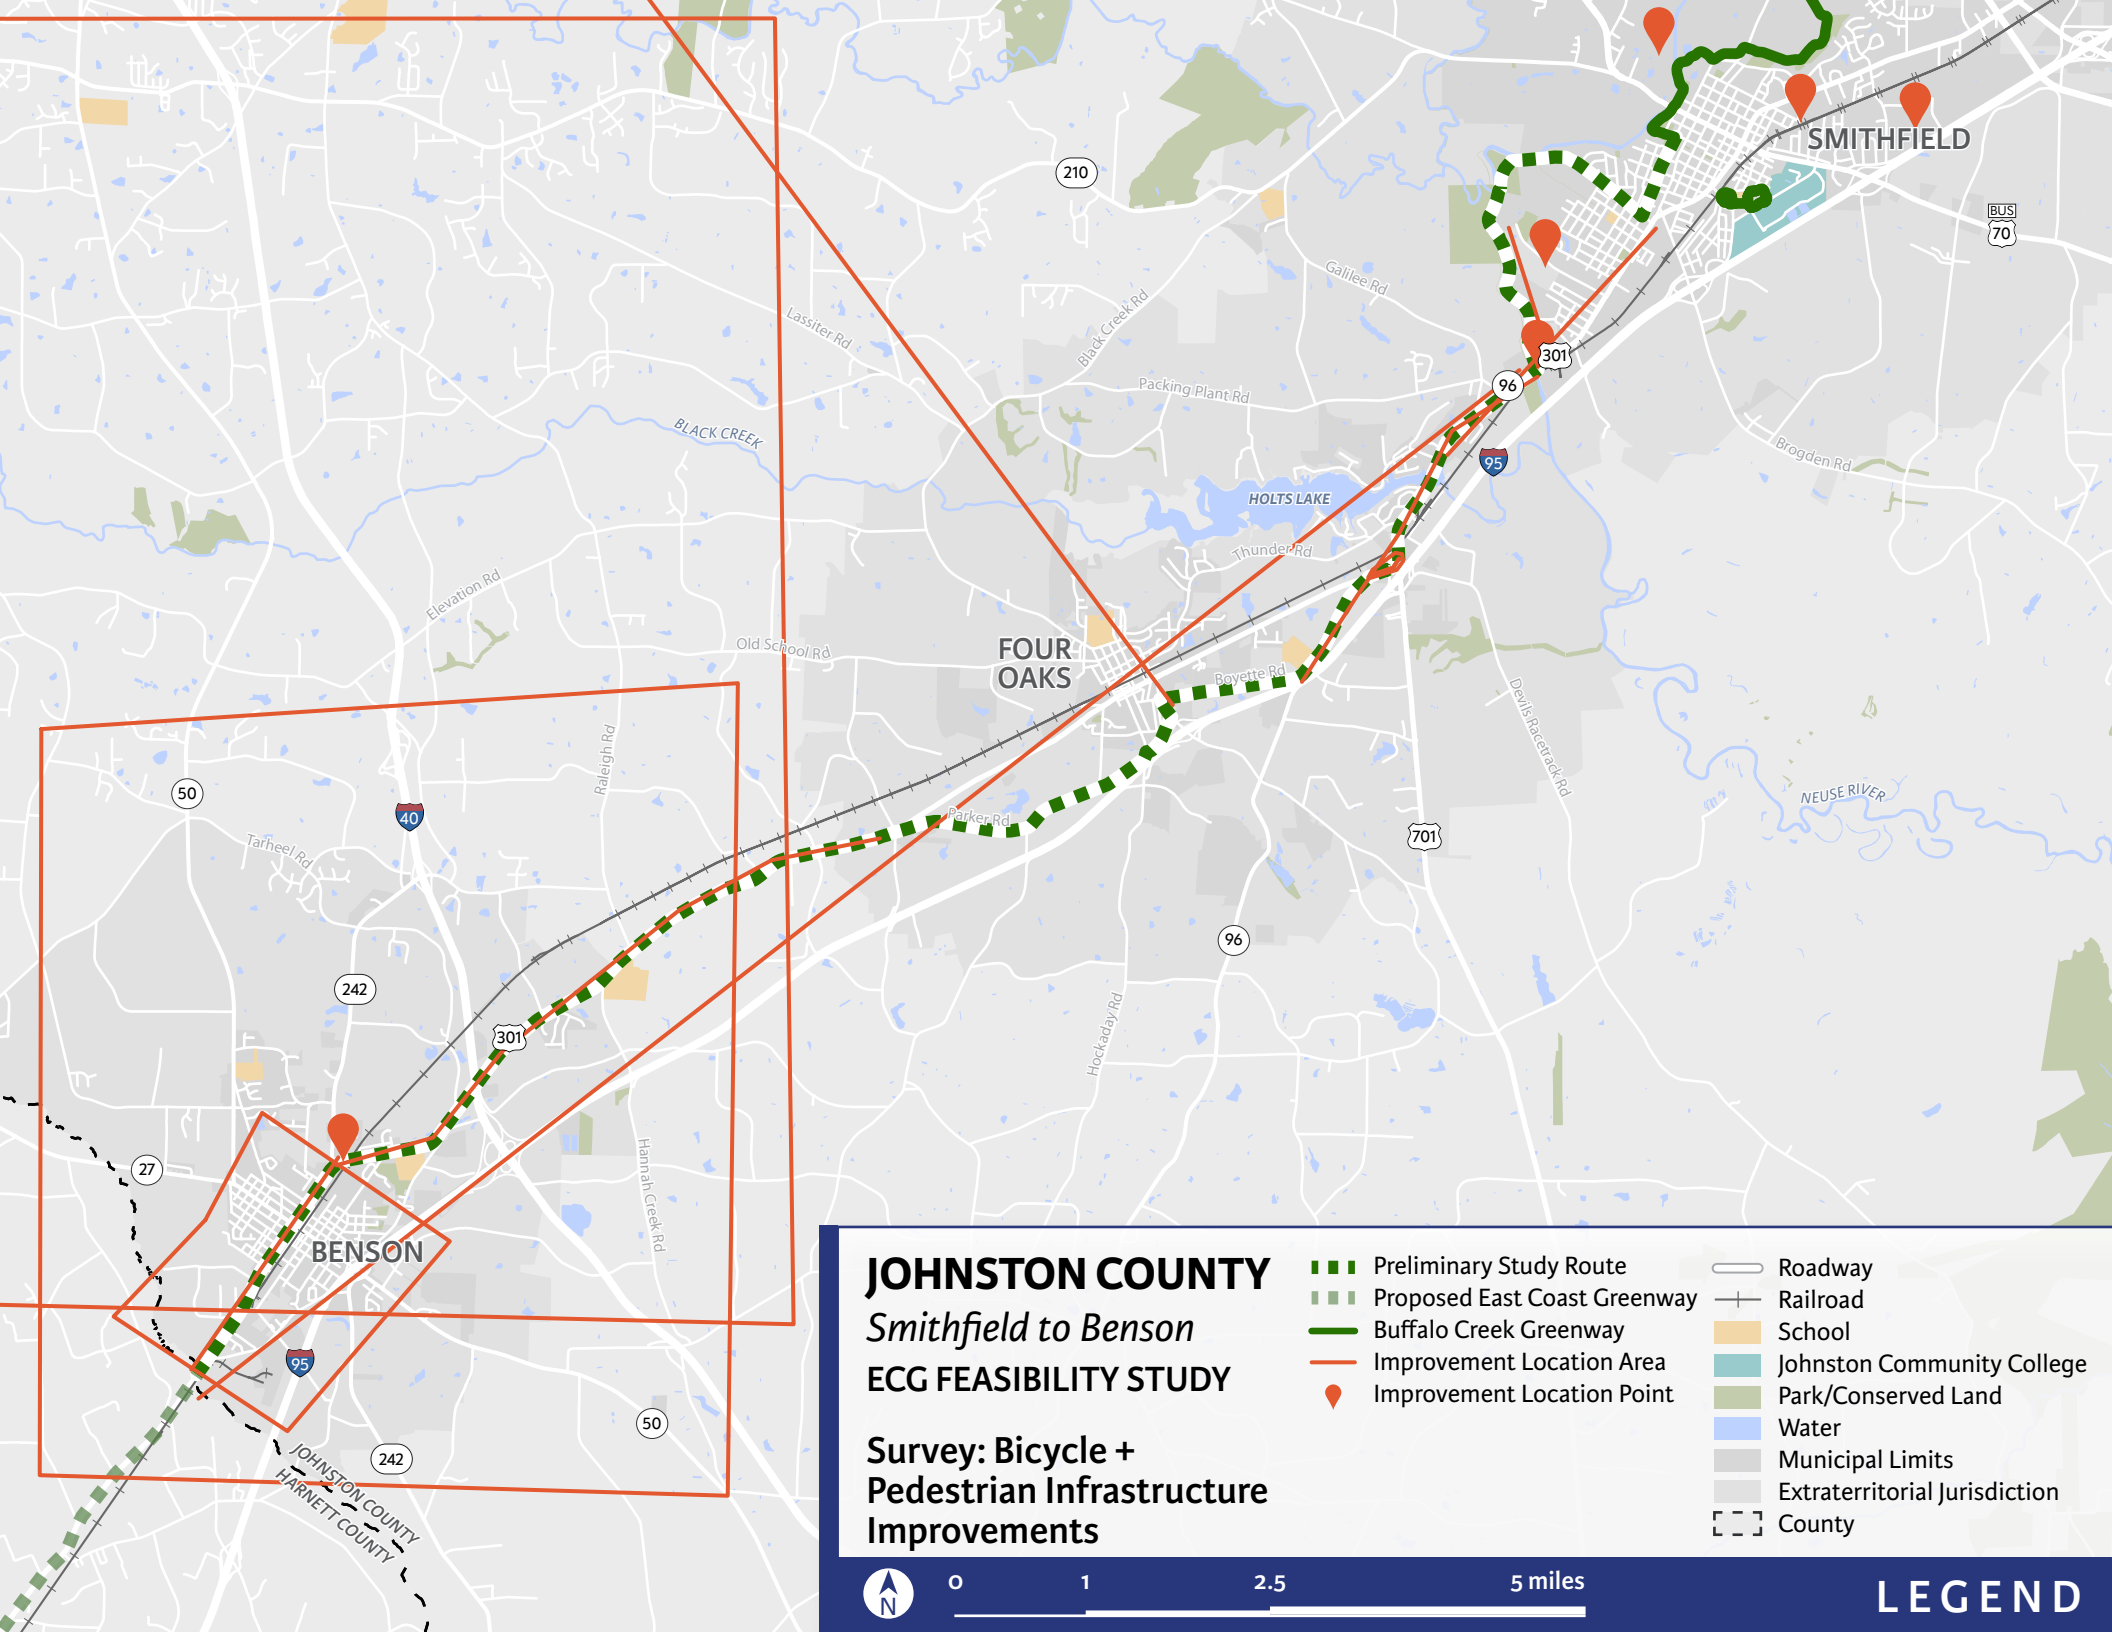 SMITHFIELD
210
BUS
70
Galilee Rd
Lassiter Rd
Black Creek Rd
301
Packing Plant Rd
96
BLACK CREEK
Brogden Rd
95
HOLTS LAKE
Thunder Rd
Elevation Rd
Old School Rd
FOUR
OAKS
Boyette Rd
Devils Racetrack Rd
Raleigh Rd
50
40
NEUSE RIVER
Parker Rd
701
Tarheel Rd
96
242
301
Hockaday Rd
27
Hannah Creek Rd
BENSON
95
50
242
JOHNSTON COUNTY
HARNETT COUNTY
JOHNSTON COUNTY
Smithfield to Benson
ECG FEASIBILITY STUDY
Survey: Bicycle +
Pedestrian Infrastructure
Improvements
Preliminary Study Route
Proposed East Coast Greenway
Buffalo Creek Greenway
Improvement Location Area
Improvement Location Point
Roadway
Railroad
School
Johnston Community College
Park/Conserved Land
Water
Municipal Limits
Extraterritorial Jurisdiction
County
N
0 1 2.5 5 miles
LEGEND